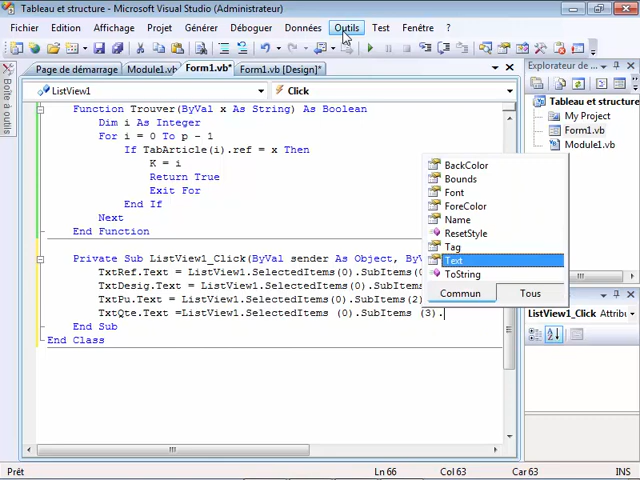 Tableau et structure - Microsoft Visual Studio (Administrateur)
Fichier Edition Affichage Projet Générer Déboguer Données Outils Test Fenêtre ?
Page de démarrage Module1.vb Form1.vb* Form1.vb [Design]*
ListView1 Click
Boîte à outils
Function Trouver(ByVal x As String) As Boolean
Dim i As Integer
For i = 0 To p - 1
If TabArticle(i).ref = x Then
K = i
Return True
Exit For
End If
Next
End Function
Private Sub ListView1_Click(ByVal sender As Object, By
TxtRef.Text = ListView1.SelectedItems(0).SubItems(0
TxtDesig.Text = ListView1.SelectedItems(0).SubItems
TxtPu.Text = ListView1.SelectedItems(0).SubItems(2)
TxtQte.Text =ListView1.SelectedItems (0).SubItems (3).
End Sub
End Class
BackColor
Bounds
Font
ForeColor
Name
ResetStyle
Tag
Text
ToString
Commun Tous
Explorateur de
Tableau et structure
My Project
Form1.vb
Module1.vb
ListView1_Click Attribu
Prêt Ln 66 Col 63 Car 63 INS